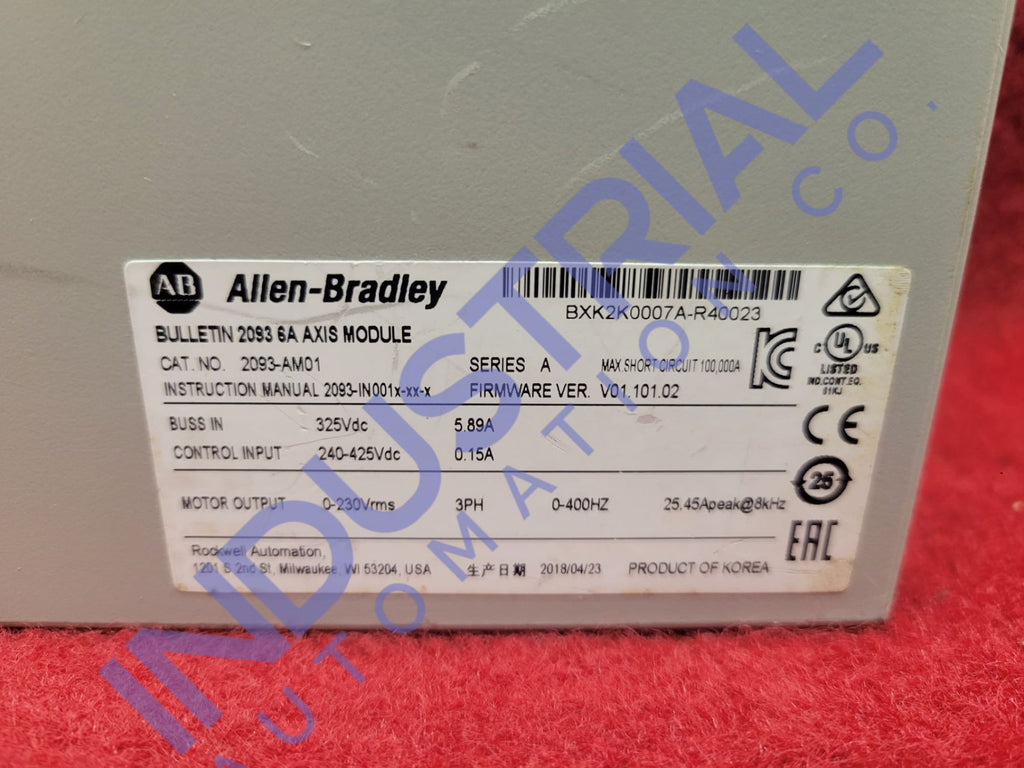 AB Allen-Bradley
BXK2K0007A-R40023
BULLETIN 2093 6A AXIS MODULE
CAT. NO. 2093-AM01 SERIES A MAX SHORT CIRCUIT 100,000A
INSTRUCTION MANUAL 2093-IN001x-xx-x FIRMWARE VER. V01.101.02
C UL US
LISTED
IND.CONT.EQ.
51KJ
BUSS IN 325Vdc 5.89A
CONTROL INPUT 240-425Vdc 0.15A
CE
25
MOTOR OUTPUT 0-230Vrms 3PH 0-400HZ 25.45Apeak@8kHz
EAC
Rockwell Automation,
1201 S 2nd St, Milwaukee, WI 53204, USA 生产日期 2018/04/23 PRODUCT OF KOREA
INDUSTRIAL
AUTOMATION CO.